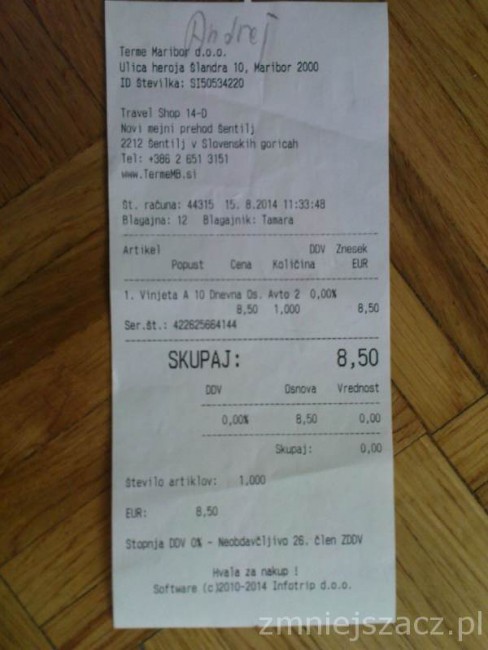 Andrej
Terme Maribor d.o.o.
Ulica heroja Šlandra 10, Maribor 2000
ID številka: SI50534220
Travel Shop 14-D
Novi mejni prehod Šentilj
2212 Šentilj v Slovenskih goricah
Tel: +386 2 651 3151
www.TermeMB.si
Št. računa: 44315 15. 8.2014 11:33:48
Blagajna: 12 Blagajnik: Tamara
Artikel DDV Znesek
Popust Cena Količina EUR
1. Vinjeta A 10 Dnevna Os. Avto 2 0,00%
8,50 1,000 8,50
Ser.št.: 422625664144
SKUPAJ: 8,50
DDV Osnova Vrednost
0,00% 8,50 0,00
Skupaj: 0,00
Število artiklov: 1,000
EUR: 8,50
Stopnja DDV 0% - Neobdavčljivo 26. člen ZDDV
Hvala za nakup !
Software (c)2010-2014 Infotrip d.o.o.
zmniejszacz.pl